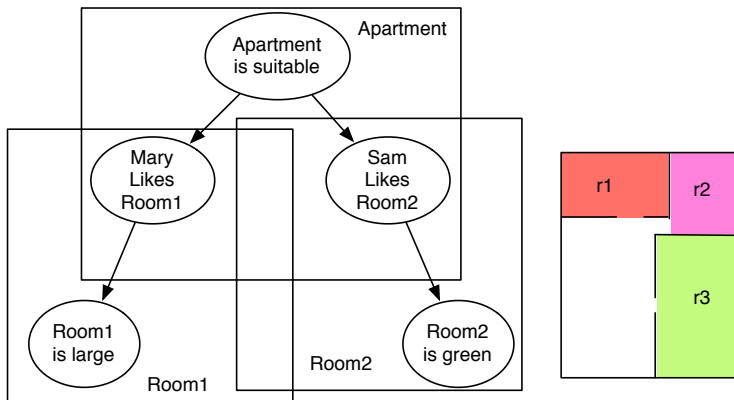 Apartment
is suitable
Apartment
Mary
Likes
Room1
Sam
Likes
Room2
Room1
is large
Room2
is green
Room2
Room1
r1
r2
r3